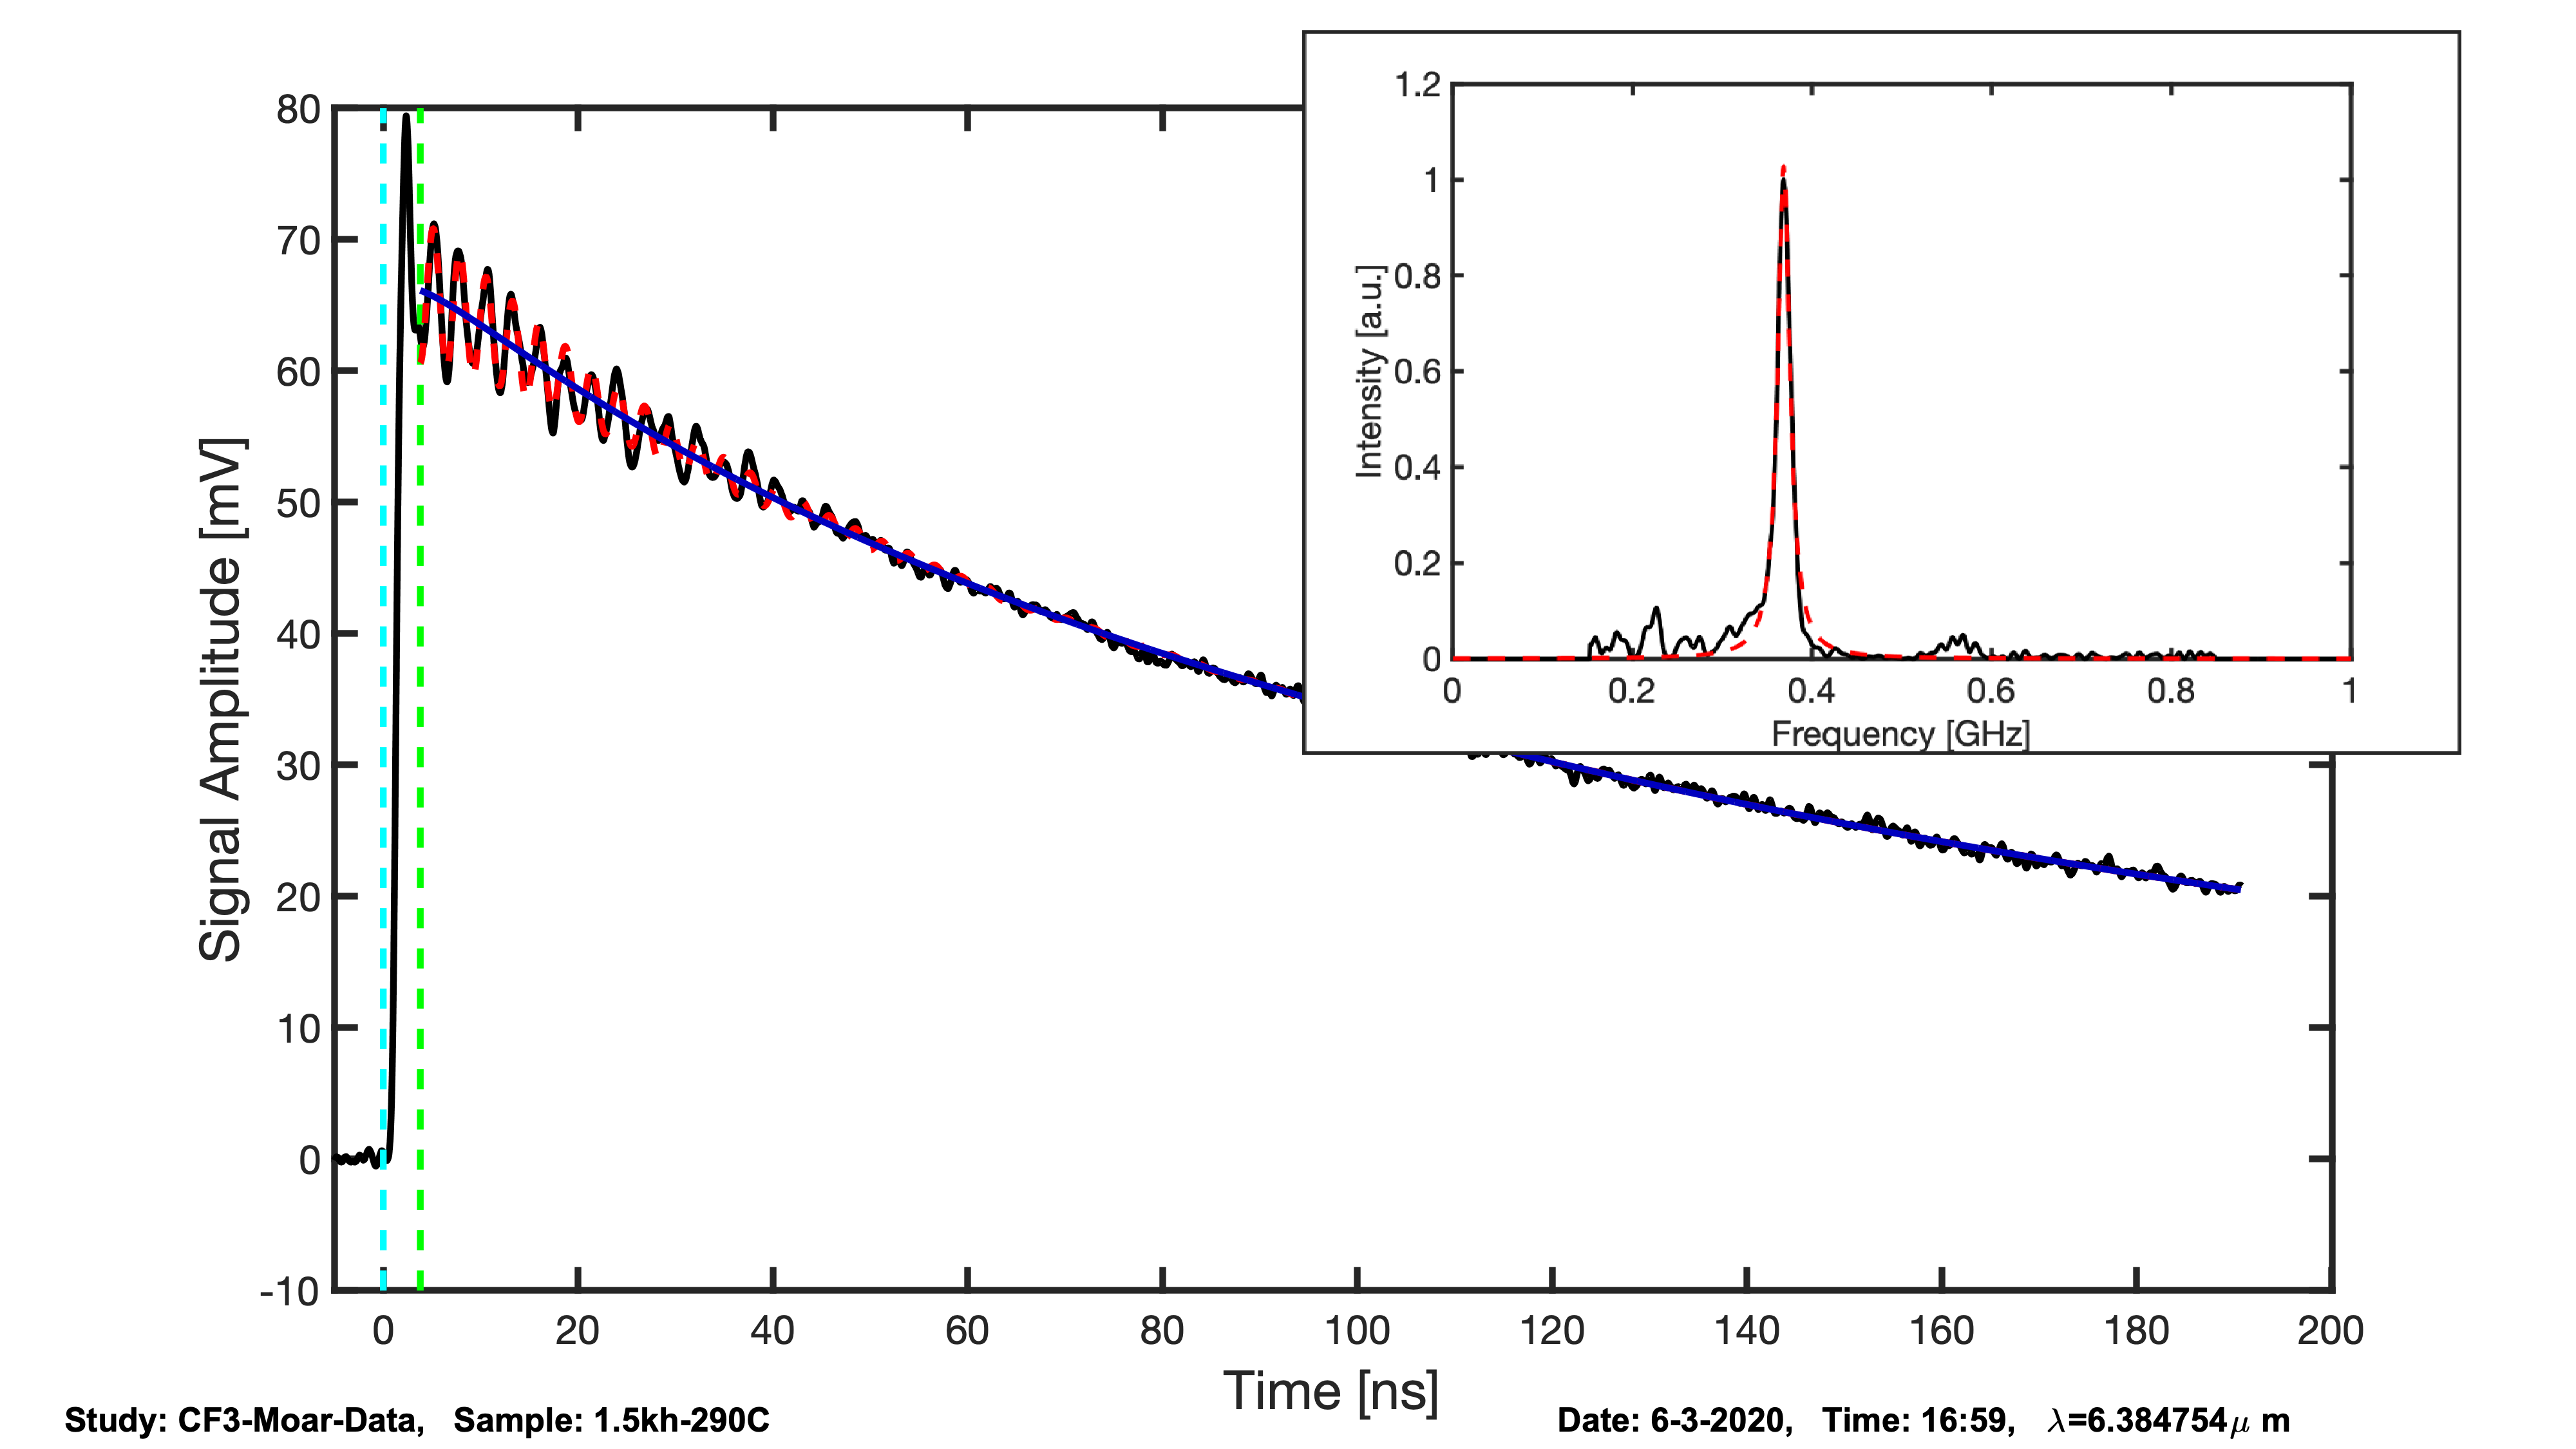 1.2
1
0.8
0.6
0.4
0.2
0
Intensity [a.u.]
0 0.2 0.4 0.6 0.8 1
Frequency [GHz]
80
70
60
50
40
30
20
10
0
-10
Signal Amplitude [mV]
0 20 40 60 80 100 120 140 160 180 200
Time [ns]
Study: CF3-Moar-Data, Sample: 1.5kh-290C
Date: 6-3-2020, Time: 16:59, λ=6.384754μ m